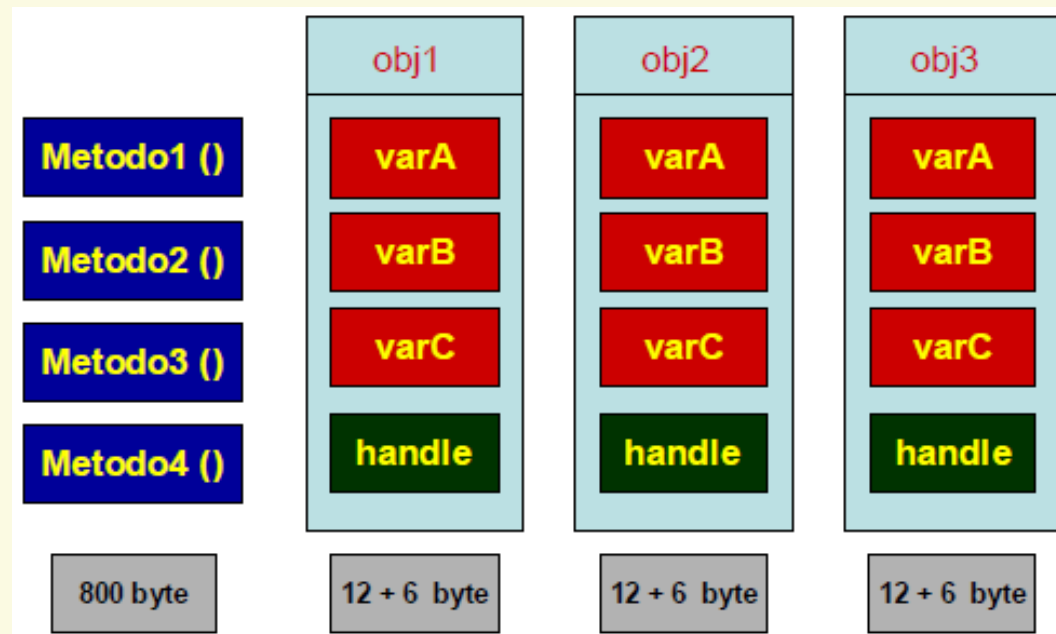 obj1 obj2 obj3
Metodo1 () varA varA varA
Metodo2 () varB varB varB
Metodo3 () varC varC varC
Metodo4 () handle handle handle
800 byte 12 + 6 byte 12 + 6 byte 12 + 6 byte